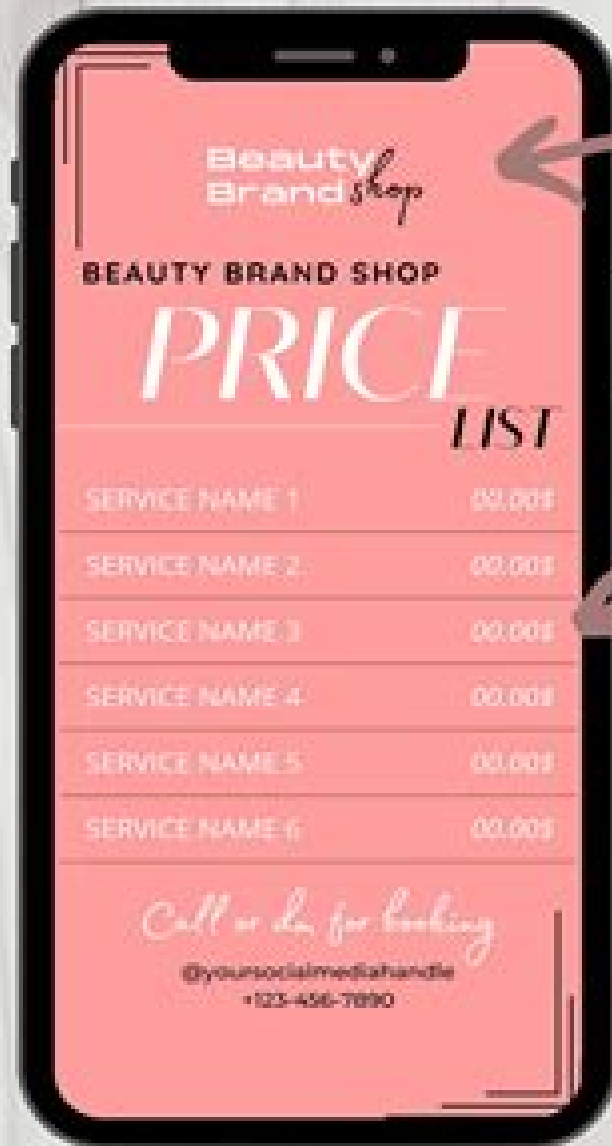 Beauty
Brand shop
BEAUTY BRAND SHOP
PRICE
LIST
SERVICE NAME 1 00.00$
SERVICE NAME 2 00.00$
SERVICE NAME 3 00.00$
SERVICE NAME 4 00.00$
SERVICE NAME 5 00.00$
SERVICE NAME 6 00.00$
Call or dm for booking
@yoursocialmediahandle
+123-456-7890